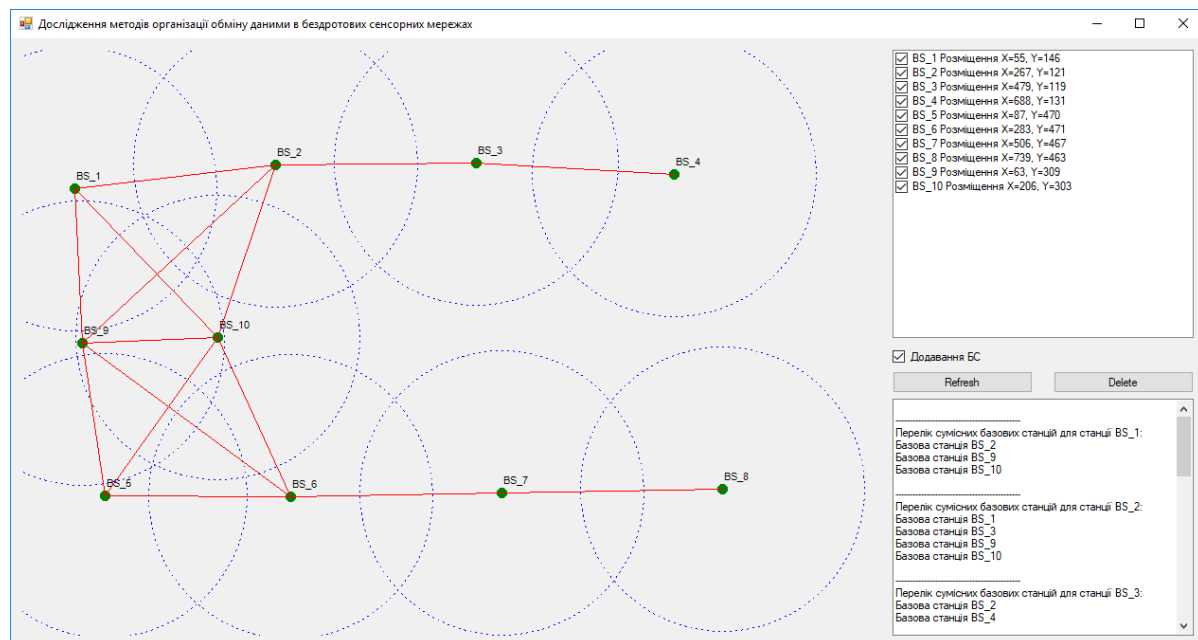 Дослідження методів організації обміну даними в бездротових сенсорних мережах
BS_1
BS_2
BS_3
BS_4
BS_9
BS_10
BS_5
BS_6
BS_7
BS_8
BS_1 Розміщення X=55, Y=146
BS_2 Розміщення X=267, Y=121
BS_3 Розміщення X=479, Y=119
BS_4 Розміщення X=688, Y=131
BS_5 Розміщення X=87, Y=470
BS_6 Розміщення X=283, Y=471
BS_7 Розміщення X=506, Y=467
BS_8 Розміщення X=739, Y=463
BS_9 Розміщення X=63, Y=309
BS_10 Розміщення X=206, Y=303
Додавання БС
Refresh
Delete
-----------------------------------------
Перелік сумісних базових станцій для станції BS_1:
Базова станція BS_2
Базова станція BS_9
Базова станція BS_10
-----------------------------------------
Перелік сумісних базових станцій для станції BS_2:
Базова станція BS_1
Базова станція BS_3
Базова станція BS_9
Базова станція BS_10
-----------------------------------------
Перелік сумісних базових станцій для станції BS_3:
Базова станція BS_2
Базова станція BS_4